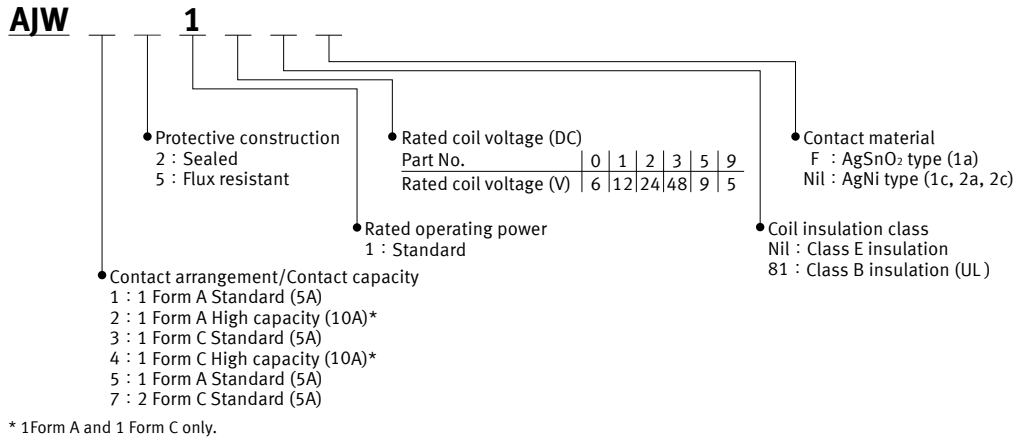 AJW 1
Protective construction
2 : Sealed
5 : Flux resistant
Rated coil voltage (DC)
Part No. 0 1 2 3 5 9
Rated coil voltage (V) 6 12 24 48 9 5
Contact material
F : AgSnO₂ type (1a)
Nil : AgNi type (1c, 2a, 2c)
Rated operating power
1 : Standard
Coil insulation class
Nil : Class E insulation
81 : Class B insulation (UL)
Contact arrangement/Contact capacity
1 : 1 Form A Standard (5A)
2 : 1 Form A High capacity (10A)*
3 : 1 Form C Standard (5A)
4 : 1 Form C High capacity (10A)*
5 : 1 Form A Standard (5A)
7 : 2 Form C Standard (5A)
* 1Form A and 1 Form C only.